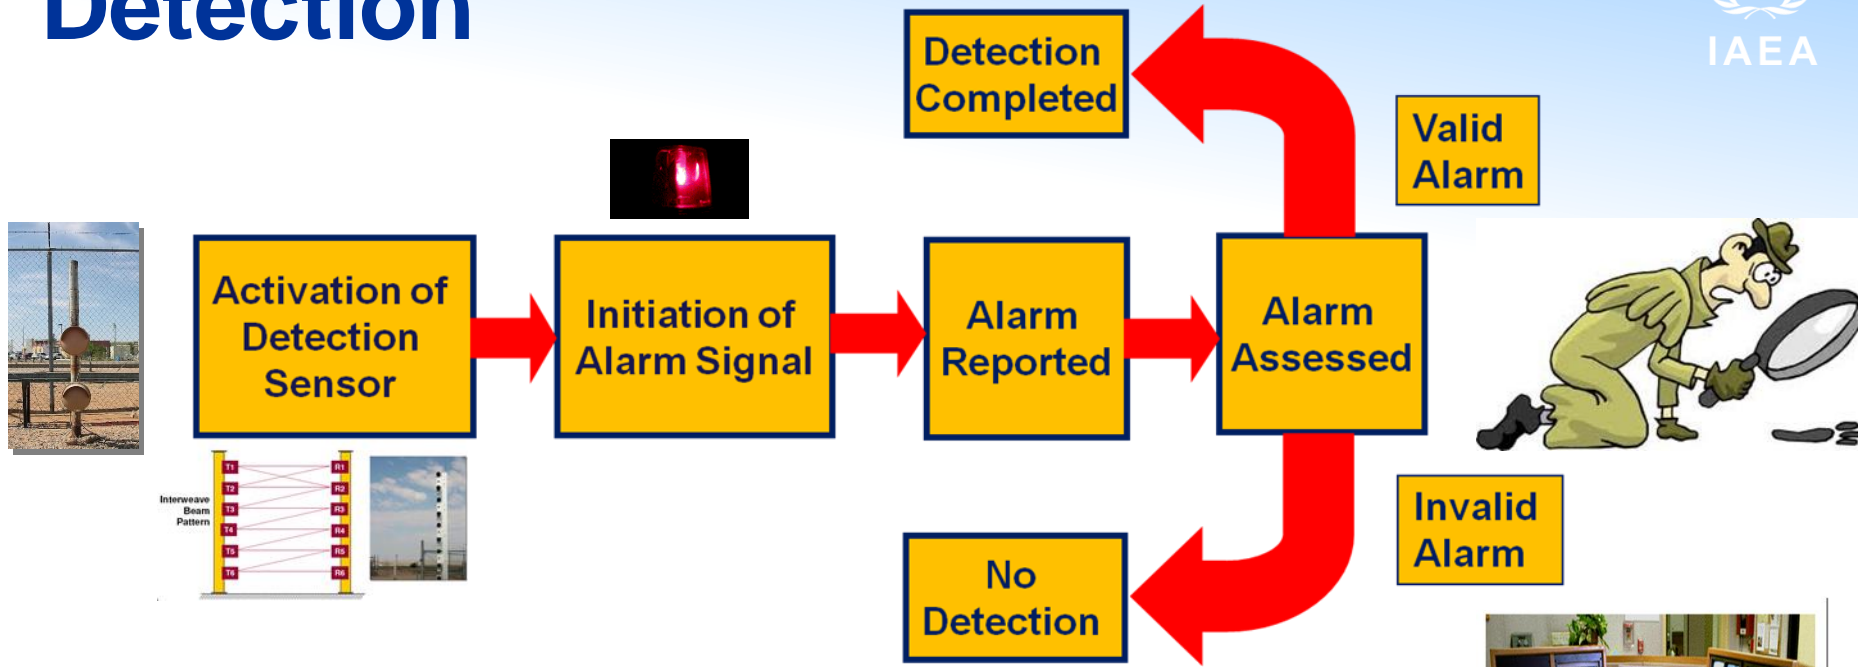 Detection
IAEA
Detection
Completed
Valid
Alarm
Activation of
Detection
Sensor
Initiation of
Alarm Signal
Alarm
Reported
Alarm
Assessed
Interweave
Beam
Pattern
T1 R1
T2 R2
T3 R3
T4 R4
T5 R5
T6 R6
Invalid
Alarm
No
Detection